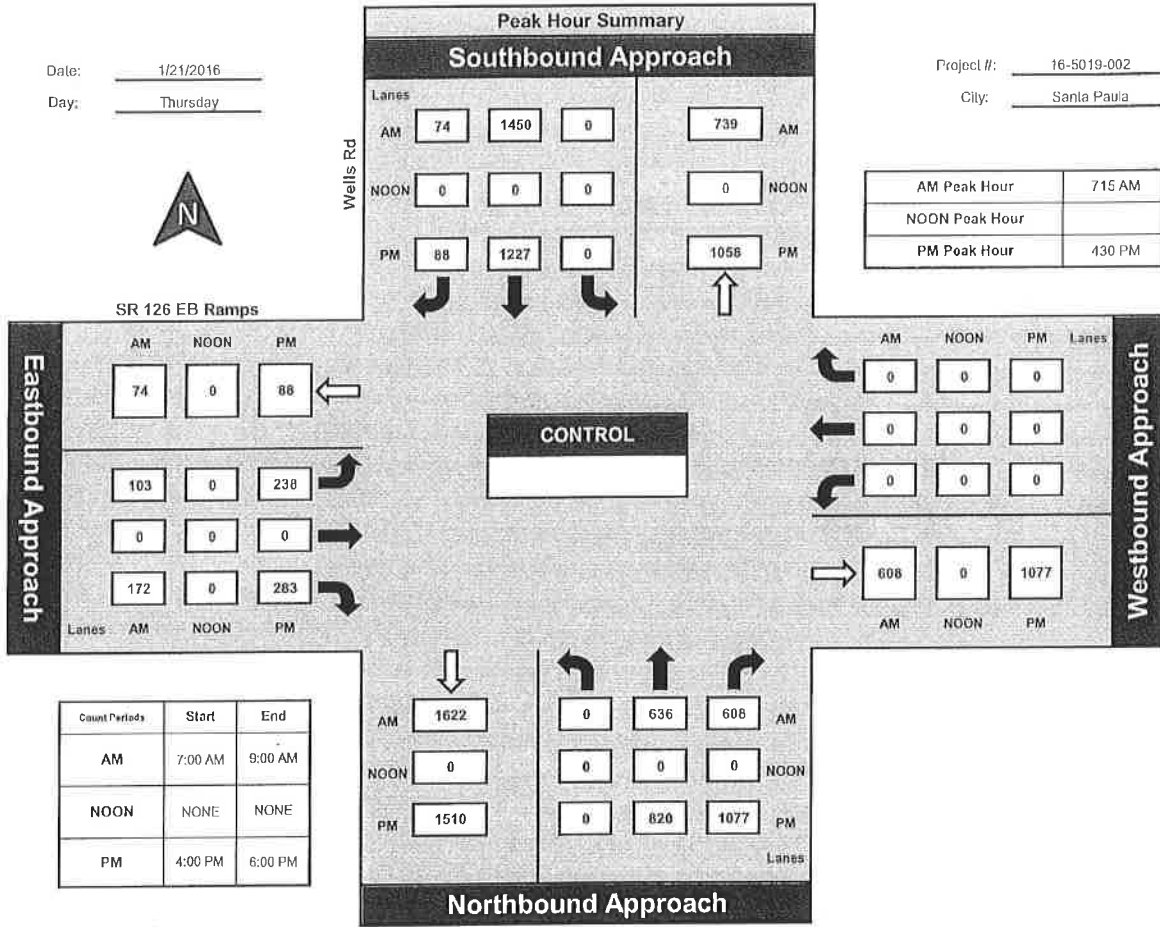 Peak Hour Summary
Southbound Approach
Date: 1/21/2016
Day: Thursday
Project #: 16-5019-002
City: Santa Paula
N
Wells Rd
Lanes
AM 74 1450 0 739 AM
NOON 0 0 0 0 NOON
PM 88 1227 0 1058 PM
AM Peak Hour 715 AM
NOON Peak Hour
PM Peak Hour 430 PM
SR 126 EB Ramps
Eastbound Approach
AM NOON PM
74 0 88
103 0 238
0 0 0
172 0 283
Lanes AM NOON PM
CONTROL
AM NOON PM Lanes
0 0 0
0 0 0
0 0 0
608 0 1077
AM NOON PM
Westbound Approach
Count Periods Start End
AM 7:00 AM 9:00 AM
NOON NONE NONE
PM 4:00 PM 6:00 PM
AM 1622 0 636 608 AM
NOON 0 0 0 0 NOON
PM 1510 0 820 1077 PM
Lanes
Northbound Approach